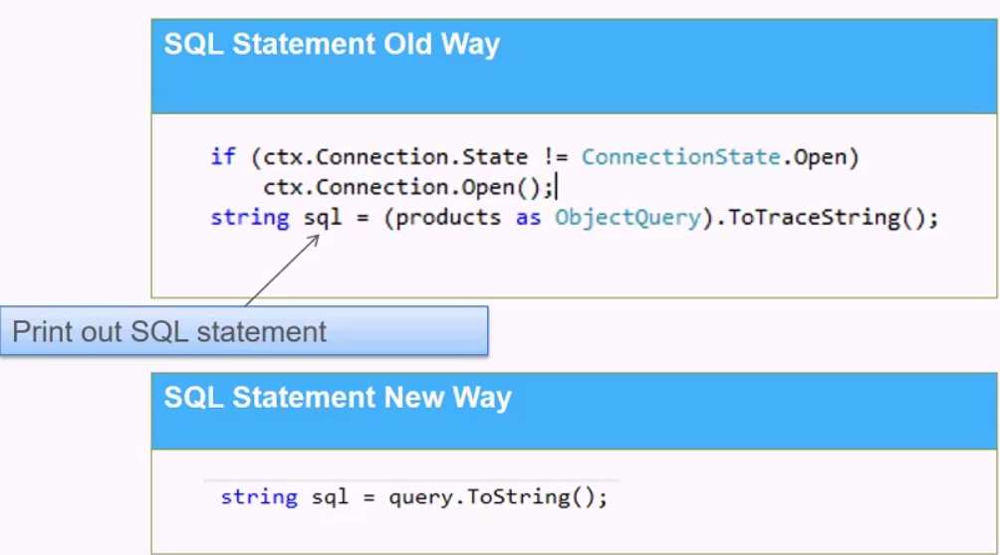 SQL Statement Old Way
if (ctx.Connection.State != ConnectionState.Open)
ctx.Connection.Open();
string sql = (products as ObjectQuery).ToTraceString();
Print out SQL statement
SQL Statement New Way
string sql = query.ToString();